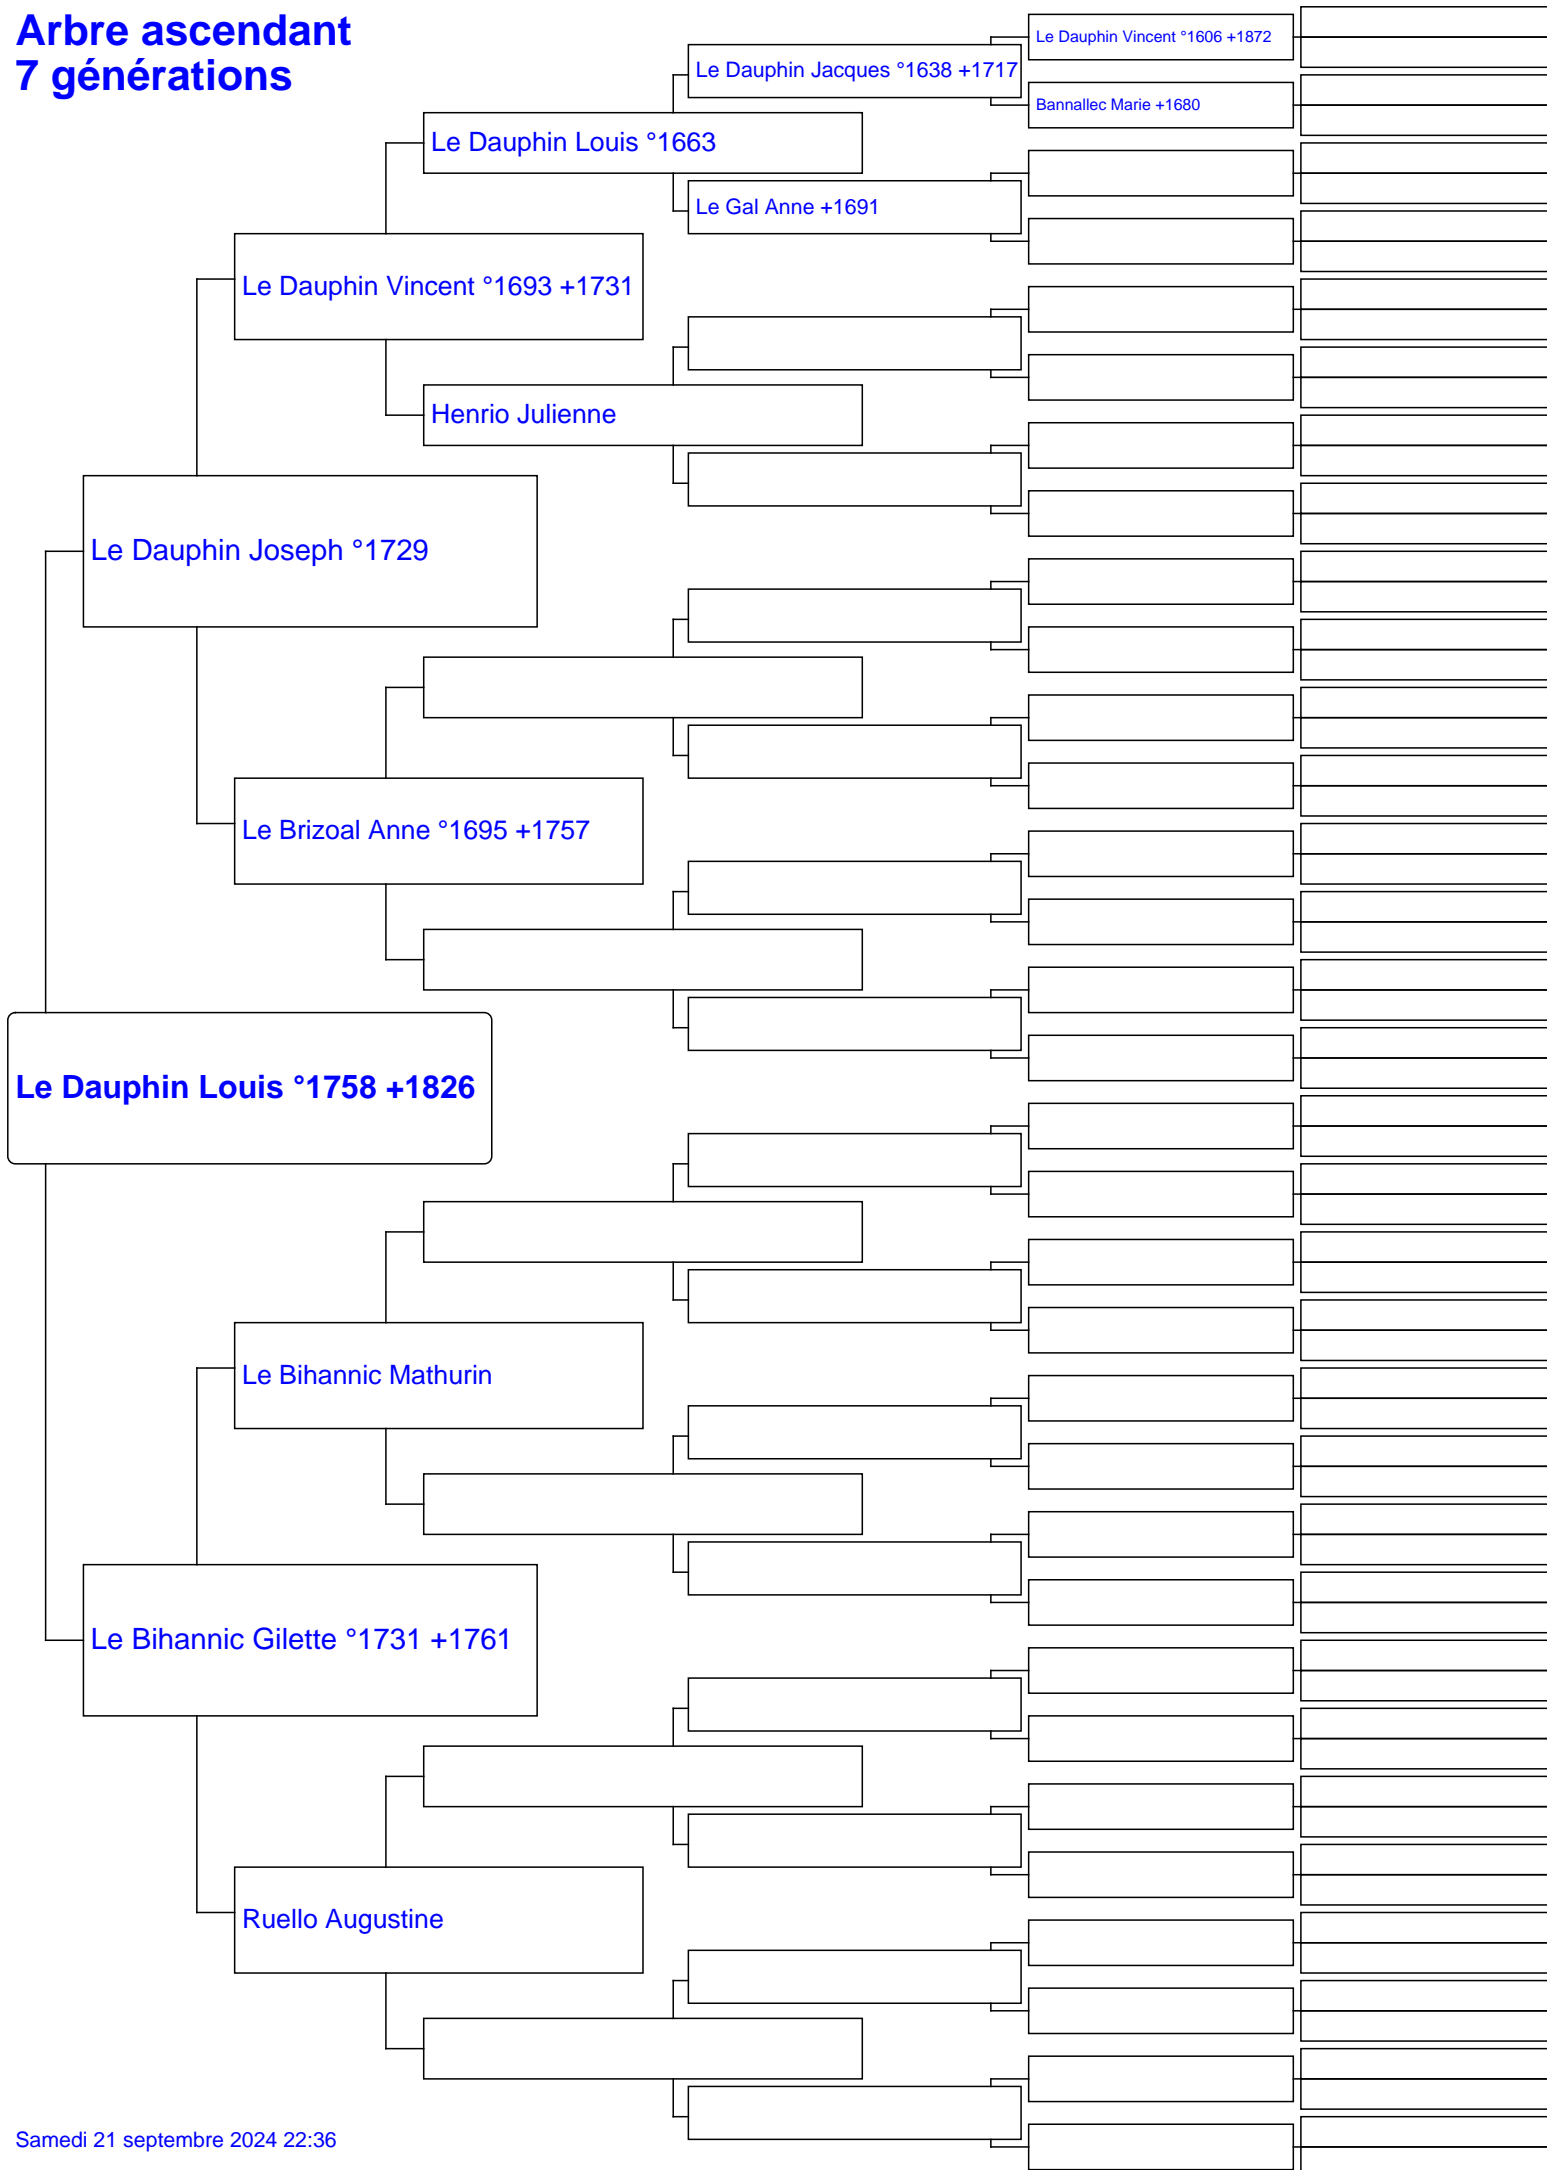 Arbre ascendant
7 générations
Le Dauphin Vincent °1606 +1872
Le Dauphin Jacques °1638 +1717
Bannallec Marie +1680
Le Dauphin Louis °1663
Le Gal Anne +1691
Le Dauphin Vincent °1693 +1731
Henrio Julienne
Le Dauphin Joseph °1729
Le Brizoal Anne °1695 +1757
Le Dauphin Louis °1758 +1826
Le Bihannic Mathurin
Le Bihannic Gilette °1731 +1761
Ruello Augustine
Samedi 21 septembre 2024 22:36